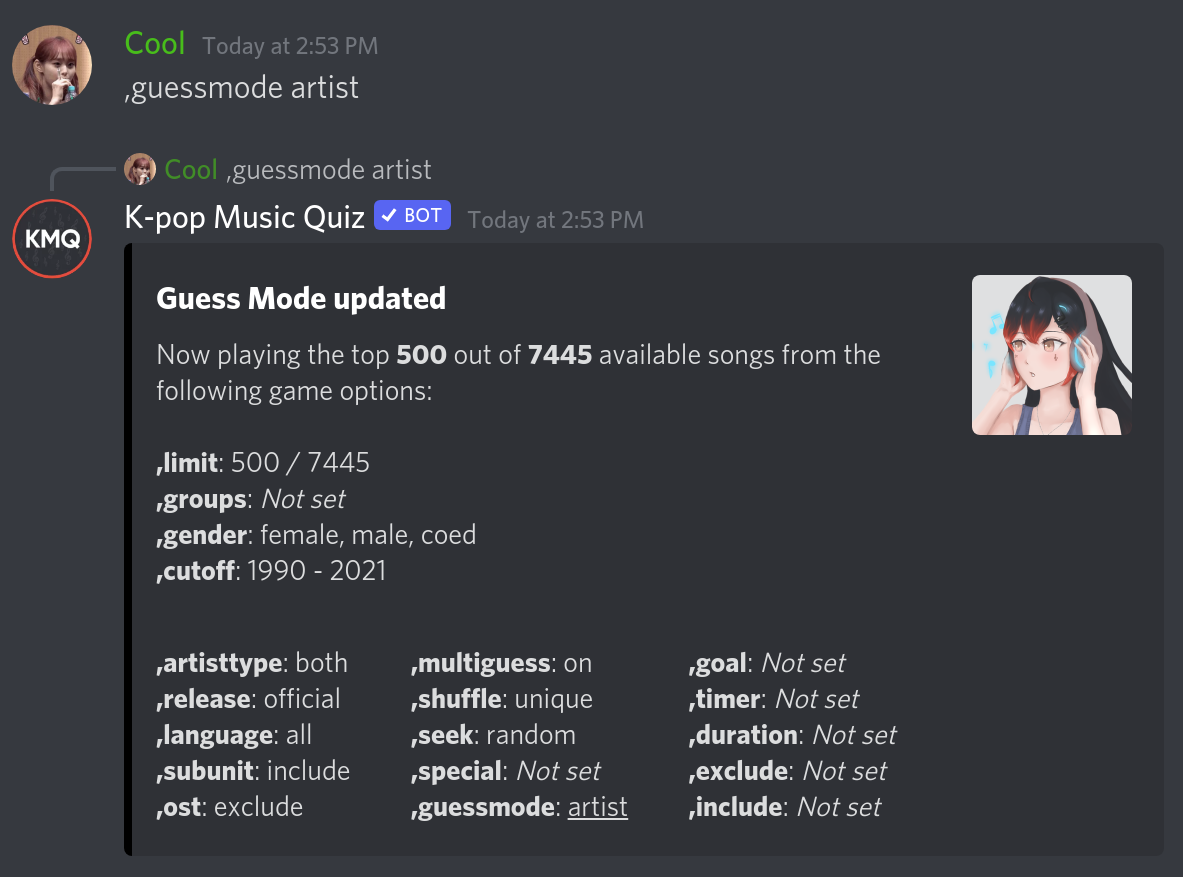 Cool Today at 2:53 PM
,guessmode artist
Cool ,guessmode artist
KMQ
K-pop Music Quiz BOT Today at 2:53 PM
Guess Mode updated
Now playing the top 500 out of 7445 available songs from the
following game options:
,limit: 500 / 7445
,groups: Not set
,gender: female, male, coed
,cutoff: 1990 - 2021
,artisttype: both ,multiguess: on ,goal: Not set
,release: official ,shuffle: unique ,timer: Not set
,language: all ,seek: random ,duration: Not set
,subunit: include ,special: Not set ,exclude: Not set
,ost: exclude ,guessmode: artist ,include: Not set